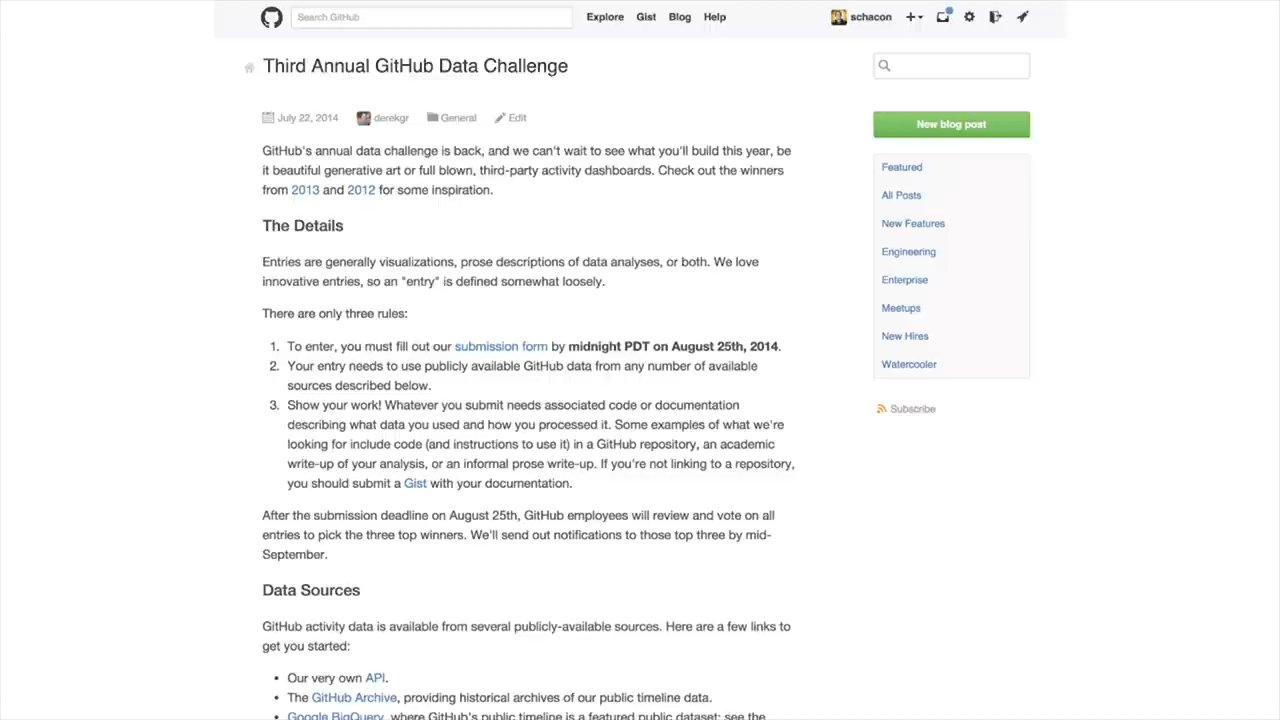 Search GitHub
Explore Gist Blog Help
schacon
Third Annual GitHub Data Challenge
July 22, 2014 derekgr General Edit
GitHub's annual data challenge is back, and we can't wait to see what you'll build this year, be
it beautiful generative art or full blown, third-party activity dashboards. Check out the winners
from 2013 and 2012 for some inspiration.
The Details
Entries are generally visualizations, prose descriptions of data analyses, or both. We love
innovative entries, so an "entry" is defined somewhat loosely.
There are only three rules:
1. To enter, you must fill out our submission form by midnight PDT on August 25th, 2014.
2. Your entry needs to use publicly available GitHub data from any number of available
sources described below.
3. Show your work! Whatever you submit needs associated code or documentation
describing what data you used and how you processed it. Some examples of what we're
looking for include code (and instructions to use it) in a GitHub repository, an academic
write-up of your analysis, or an informal prose write-up. If you're not linking to a repository,
you should submit a Gist with your documentation.
After the submission deadline on August 25th, GitHub employees will review and vote on all
entries to pick the three top winners. We'll send out notifications to those top three by mid-
September.
Data Sources
GitHub activity data is available from several publicly-available sources. Here are a few links to
get you started:
• Our very own API.
• The GitHub Archive, providing historical archives of our public timeline data.
• Google BigQuery, where GitHub's public timeline is a featured public dataset; see the
New blog post
Featured
All Posts
New Features
Engineering
Enterprise
Meetups
New Hires
Watercooler
Subscribe